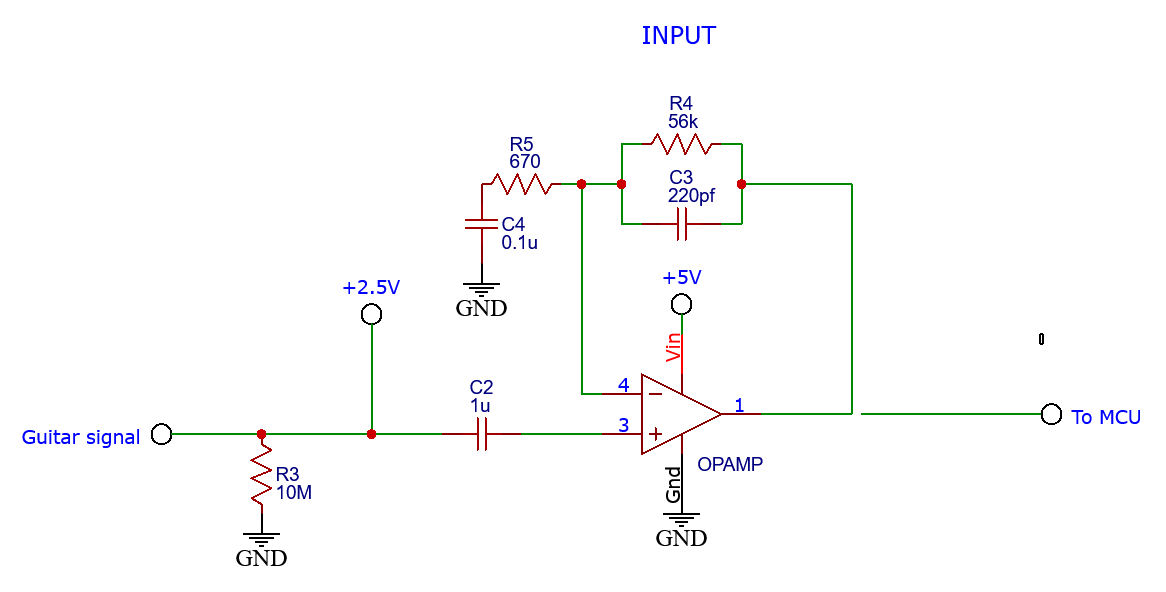 INPUT
R4
56k
R5
670
C3
220pf
C4
0.1u
+2.5V
GND
+5V
Vin
0
C2
1u
4
1
3
Guitar signal
To MCU
OPAMP
R3
10M
Gnd
GND
GND